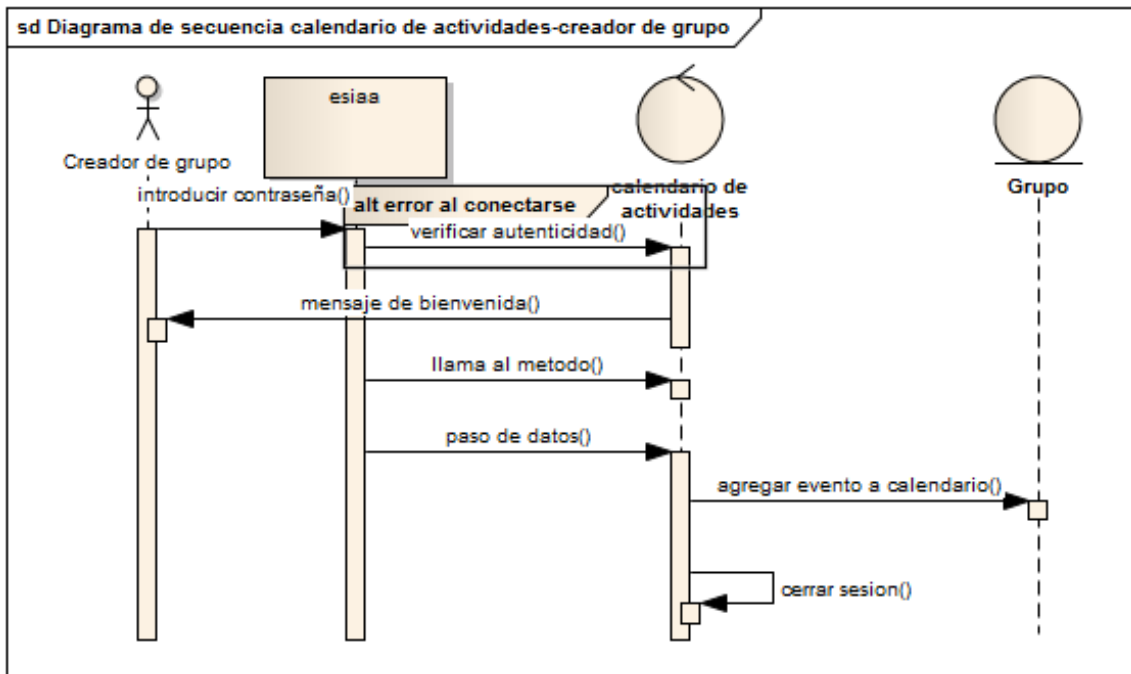 sd Diagrama de secuencia calendario de actividades-creador de grupo
esiaa
Creador de grupo
calendario de
actividades
Grupo
introducir contraseña()
alt error al conectarse
verificar autenticidad()
mensaje de bienvenida()
llama al metodo()
paso de datos()
agregar evento a calendario()
cerrar sesion()